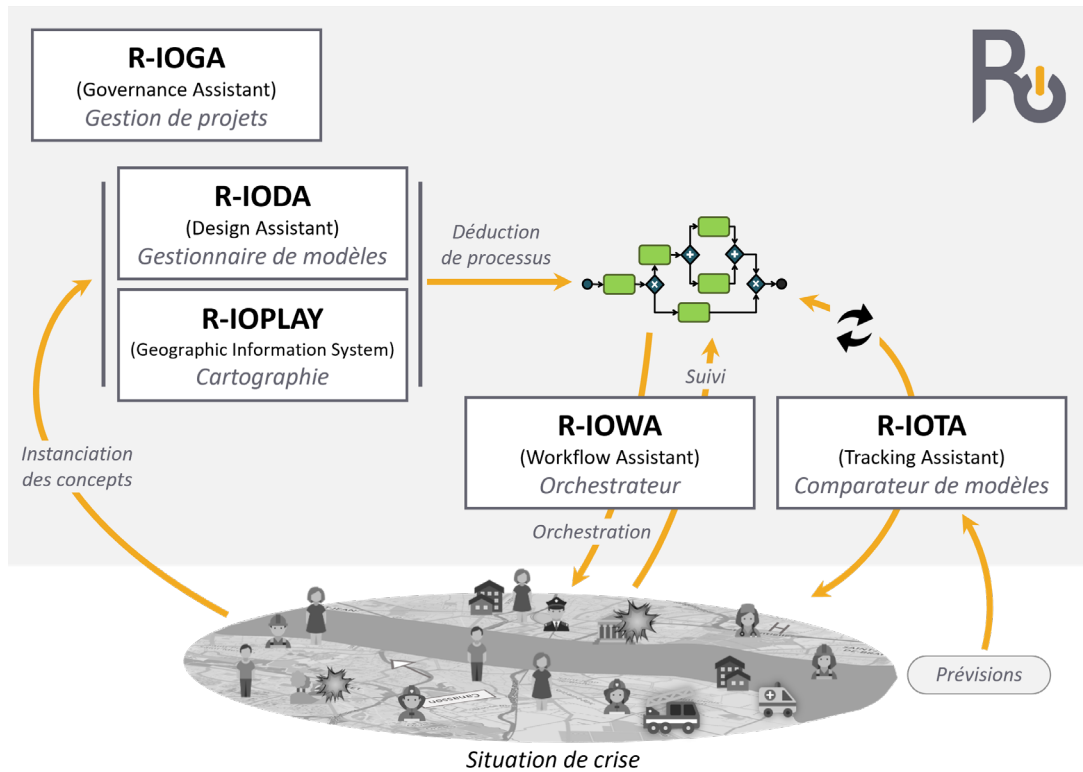 R-IOGA
(Governance Assistant)
Gestion de projets
RIO
R-IODA
(Design Assistant)
Gestionnaire de modèles
R-IOPLAY
(Geographic Information System)
Cartographie
Déduction
de processus
Suivi
R-IOWA
(Workflow Assistant)
Orchestrateur
R-IOTA
(Tracking Assistant)
Comparateur de modèles
Instanciation
des concepts
Orchestration
H
Canasson
Prévisions
Situation de crise